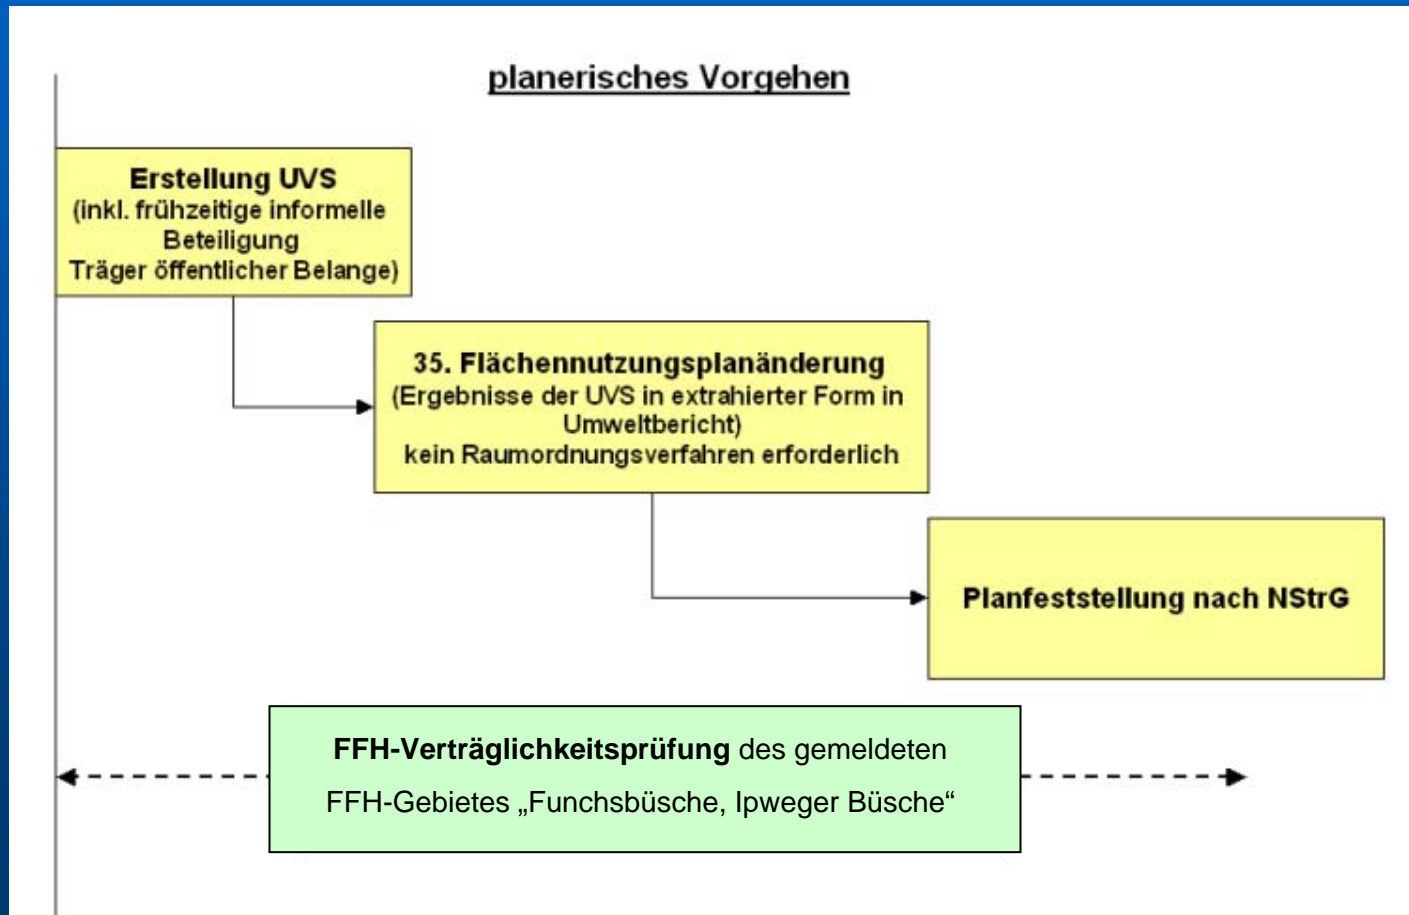 planerisches Vorgehen
Erstellung UVS
(inkl. frühzeitige informelle
Beteiligung
Träger öffentlicher Belange)
35. Flächennutzungsplanänderung
(Ergebnisse der UVS in extrahierter Form in
Umweltbericht)
kein Raumordnungsverfahren erforderlich
Planfeststellung nach NStrG
FFH-Verträglichkeitsprüfung des gemeldeten
FFH-Gebietes „Funchsbüsche, Ipweger Büsche“